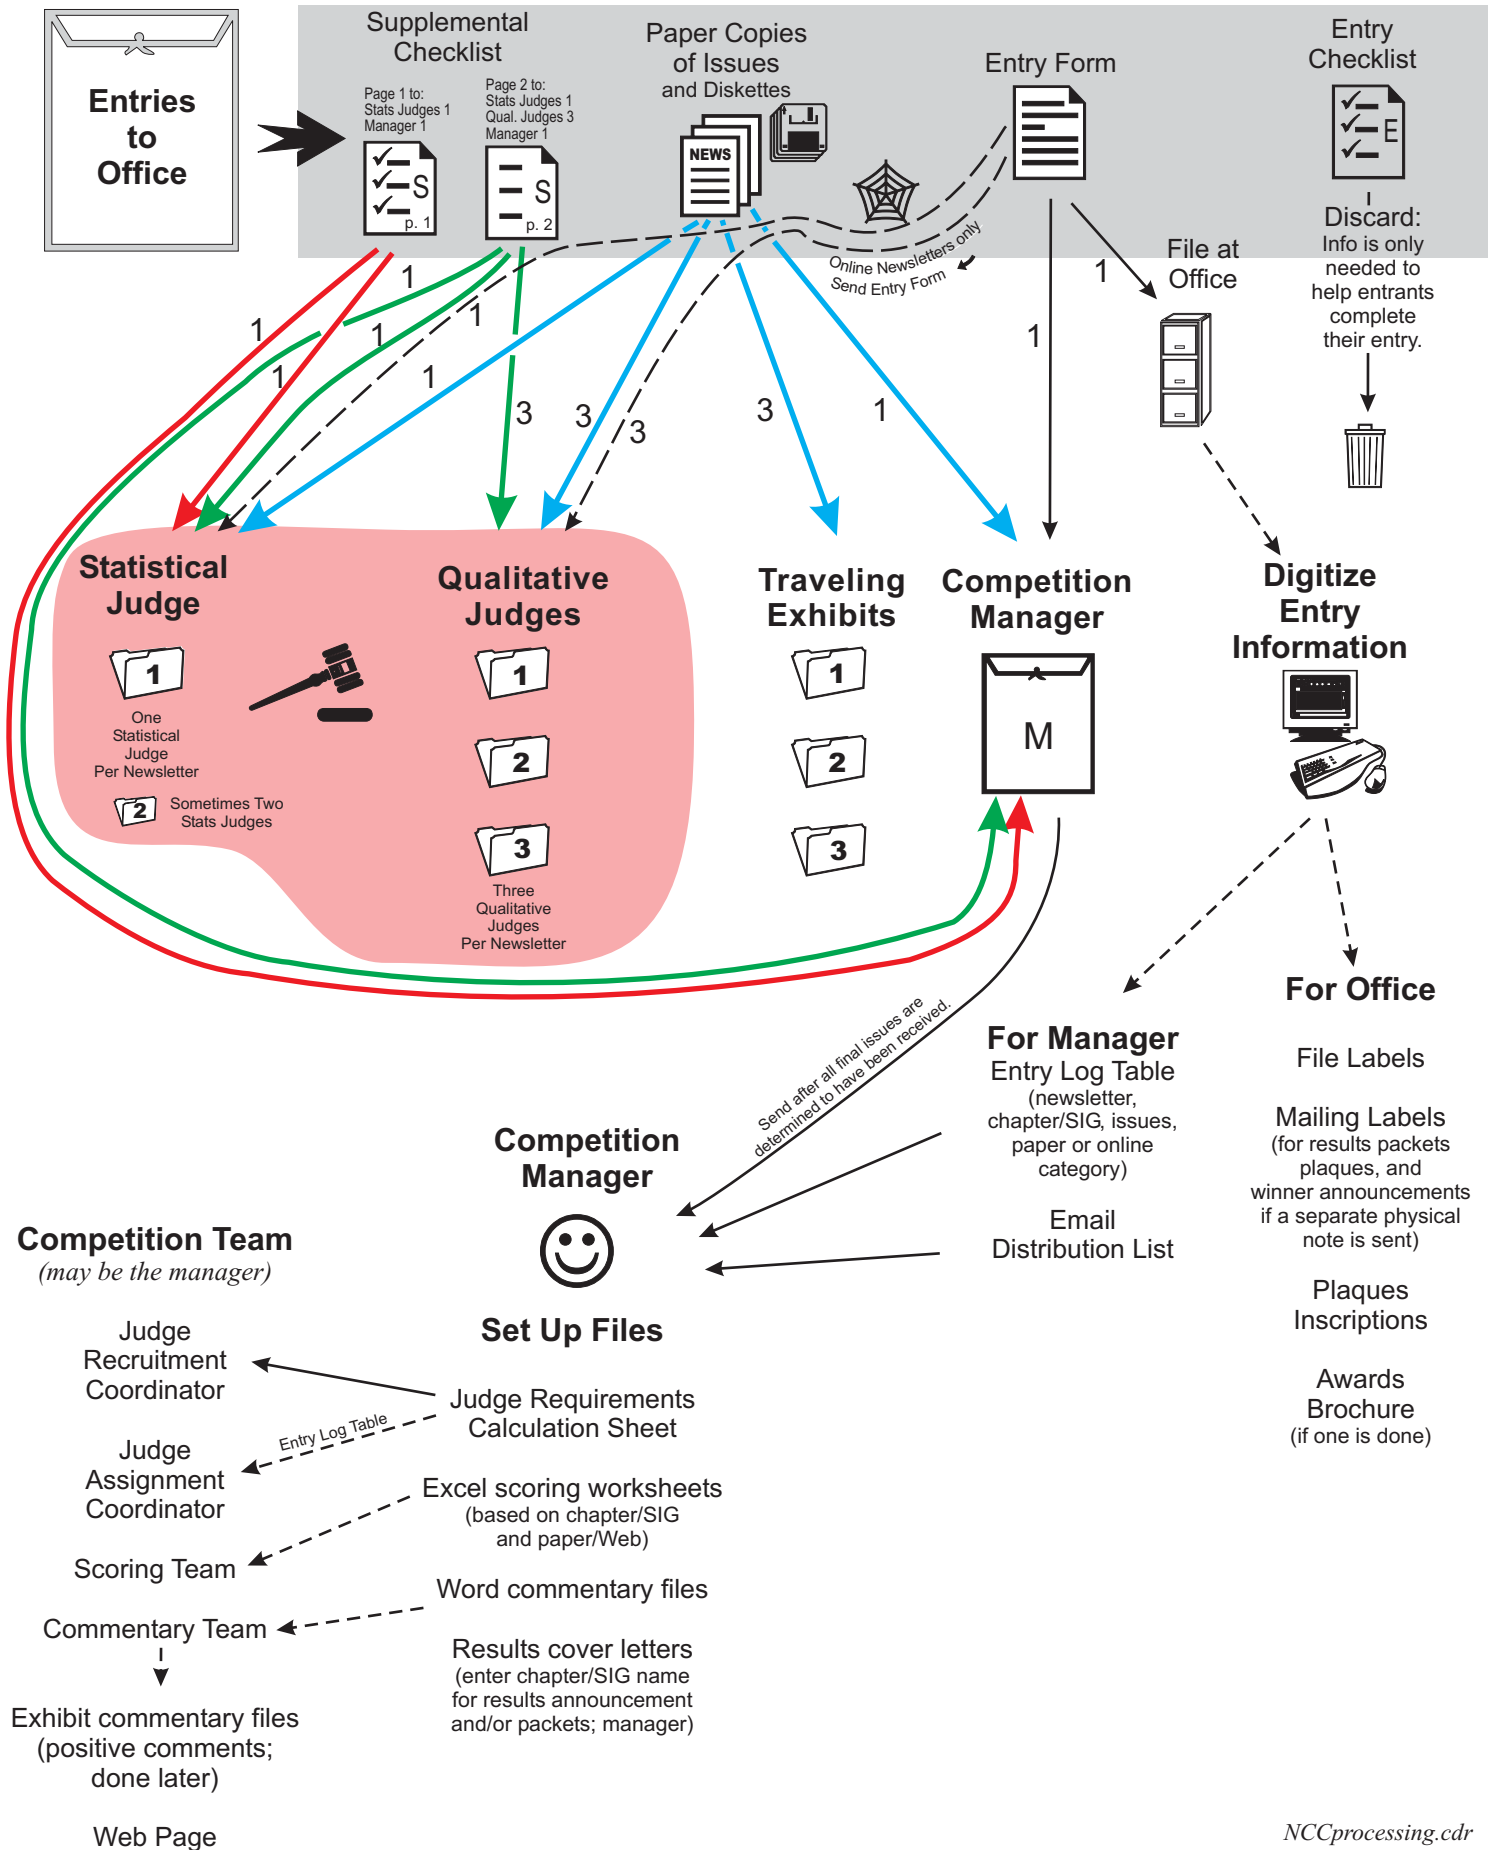 Entries
to
Office
Supplemental
Checklist
Page 1 to:
Stats Judges 1
Manager 1
S
p. 1
Page 2 to:
Stats Judges 1
Qual. Judges 3
Manager 1
S
p. 2
Paper Copies
of Issues
and Diskettes
NEWS
Entry Form
Entry
Checklist
E
Online Newsletters only
Send Entry Form
File at
Office
Discard:
Info is only
needed to
help entrants
complete
their entry.
1
1
1
1
1
1
1
1
1
3
3
3
3
1
Statistical
Judge
1
One
Statistical
Judge
Per Newsletter
2
Sometimes Two
Stats Judges
Qualitative
Judges
1
2
3
Three
Qualitative
Judges
Per Newsletter
Traveling
Exhibits
1
2
3
Competition
Manager
M
Digitize
Entry
Information
Send after all final issues are
determined to have been received.
For Manager
Entry Log Table
(newsletter,
chapter/SIG, issues,
paper or online
category)
Email
Distribution List
For Office
File Labels
Mailing Labels
(for results packets
plaques, and
winner announcements
if a separate physical
note is sent)
Plaques
Inscriptions
Awards
Brochure
(if one is done)
Competition
Manager
Set Up Files
Judge Requirements
Calculation Sheet
Excel scoring worksheets
(based on chapter/SIG
and paper/Web)
Word commentary files
Results cover letters
(enter chapter/SIG name
for results announcement
and/or packets; manager)
Competition Team
(may be the manager)
Judge
Recruitment
Coordinator
Entry Log Table
Judge
Assignment
Coordinator
Scoring Team
Commentary Team
Exhibit commentary files
(positive comments;
done later)
Web Page
NCCprocessing.cdr